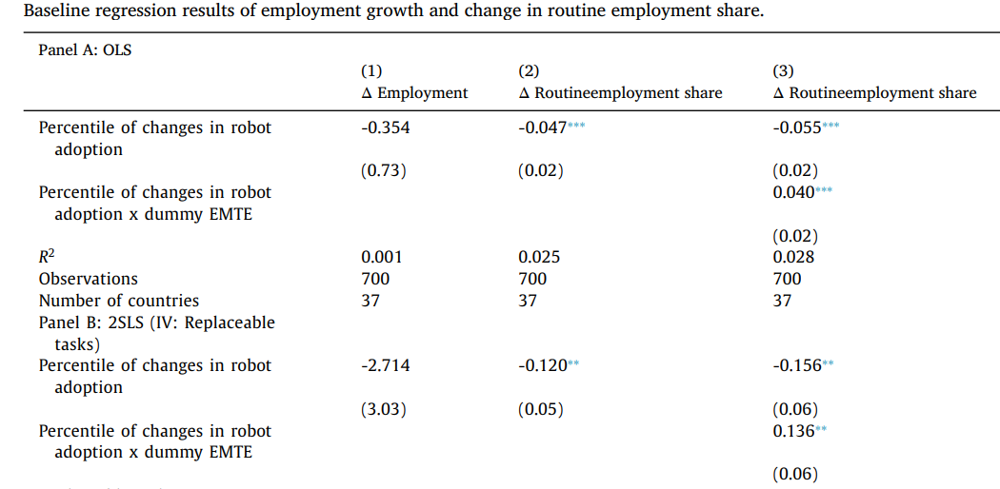 Baseline regression results of employment growth and change in routine employment share.
Panel A: OLS
(1) (2) (3)
Δ Employment Δ Routineemployment share Δ Routineemployment share
Percentile of changes in robot -0.354 -0.047*** -0.055***
adoption
(0.73) (0.02) (0.02)
Percentile of changes in robot 0.040***
adoption x dummy EMTE
(0.02)
R² 0.001 0.025 0.028
Observations 700 700 700
Number of countries 37 37 37
Panel B: 2SLS (IV: Replaceable
tasks)
Percentile of changes in robot -2.714 -0.120** -0.156**
adoption
(3.03) (0.05) (0.06)
Percentile of changes in robot 0.136**
adoption x dummy EMTE
(0.06)